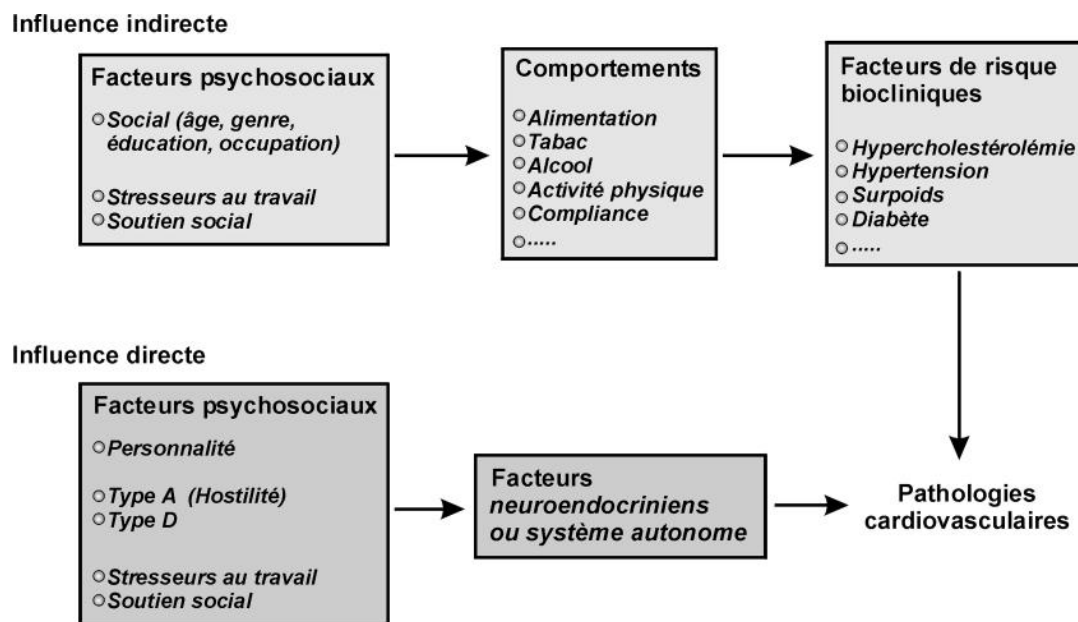 Influence indirecte
Facteurs psychosociaux
Social (âge, genre,
éducation, occupation)
Stresseurs au travail
Soutien social
Comportements
Alimentation
Tabac
Alcool
Activité physique
Compliance
.....
Facteurs de risque
biocliniques
Hypercholestérolémie
Hypertension
Surpoids
Diabète
.....
Influence directe
Facteurs psychosociaux
Personnalité
Type A (Hostilité)
Type D
Stresseurs au travail
Soutien social
Facteurs
neuroendocriniens
ou système autonome
Pathologies
cardiovasculaires